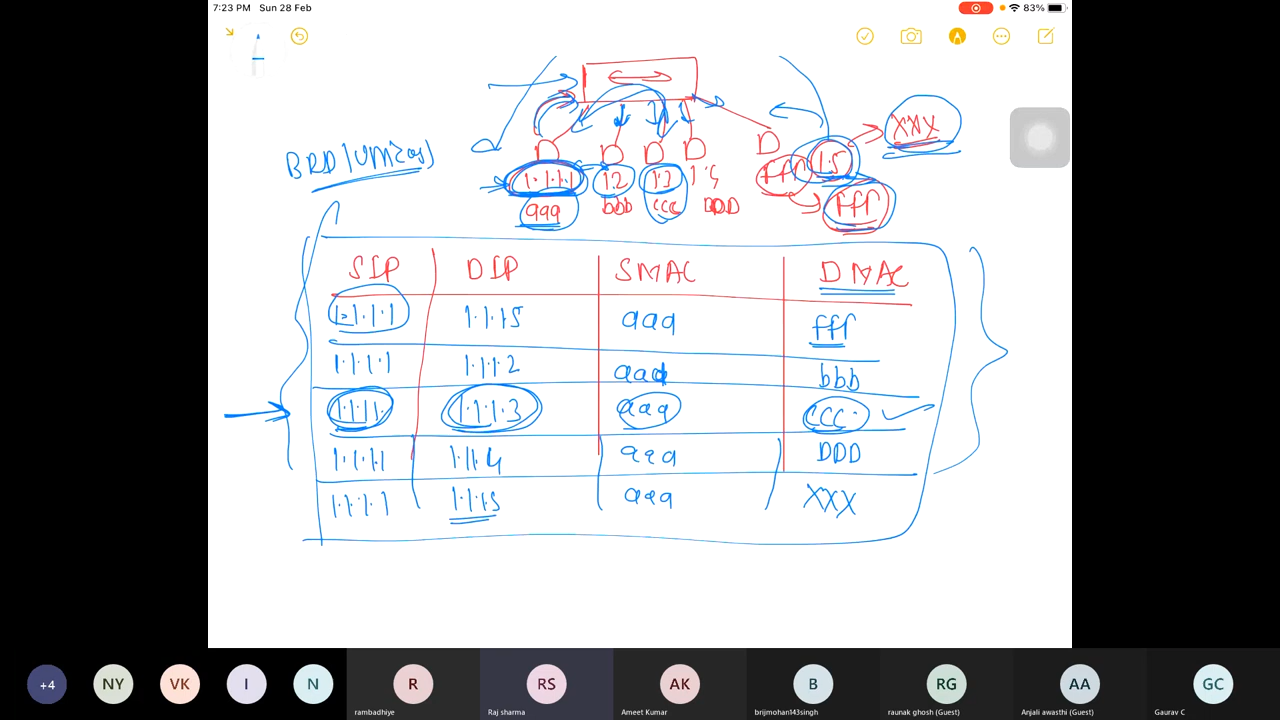 7:23 PM Sun 28 Feb
83%
XXX
D D D D D
1.1.1.1 1.2 1.3 1.4 fff 1.5
aaa bbb ccc DDD fff
SIP DIP SMAC DMAC
1.1.1.1 1.1.1.5 aaa fff
1.1.1.1 1.1.1.2 aaa bbb
1.1.1.1. 1.1.1.3 aaa ccc.
1.1.1.1 1.1.1.4 aaa DDD
1.1.1.1 1.1.1.5 aaa XXX
+4 NY VK I N R RS AK B RG AA GC
rambadhiye Raj sharma Ameet Kumar brijmohan143singh raunak ghosh (Guest) Anjali awasthi (Guest) Gaurav C